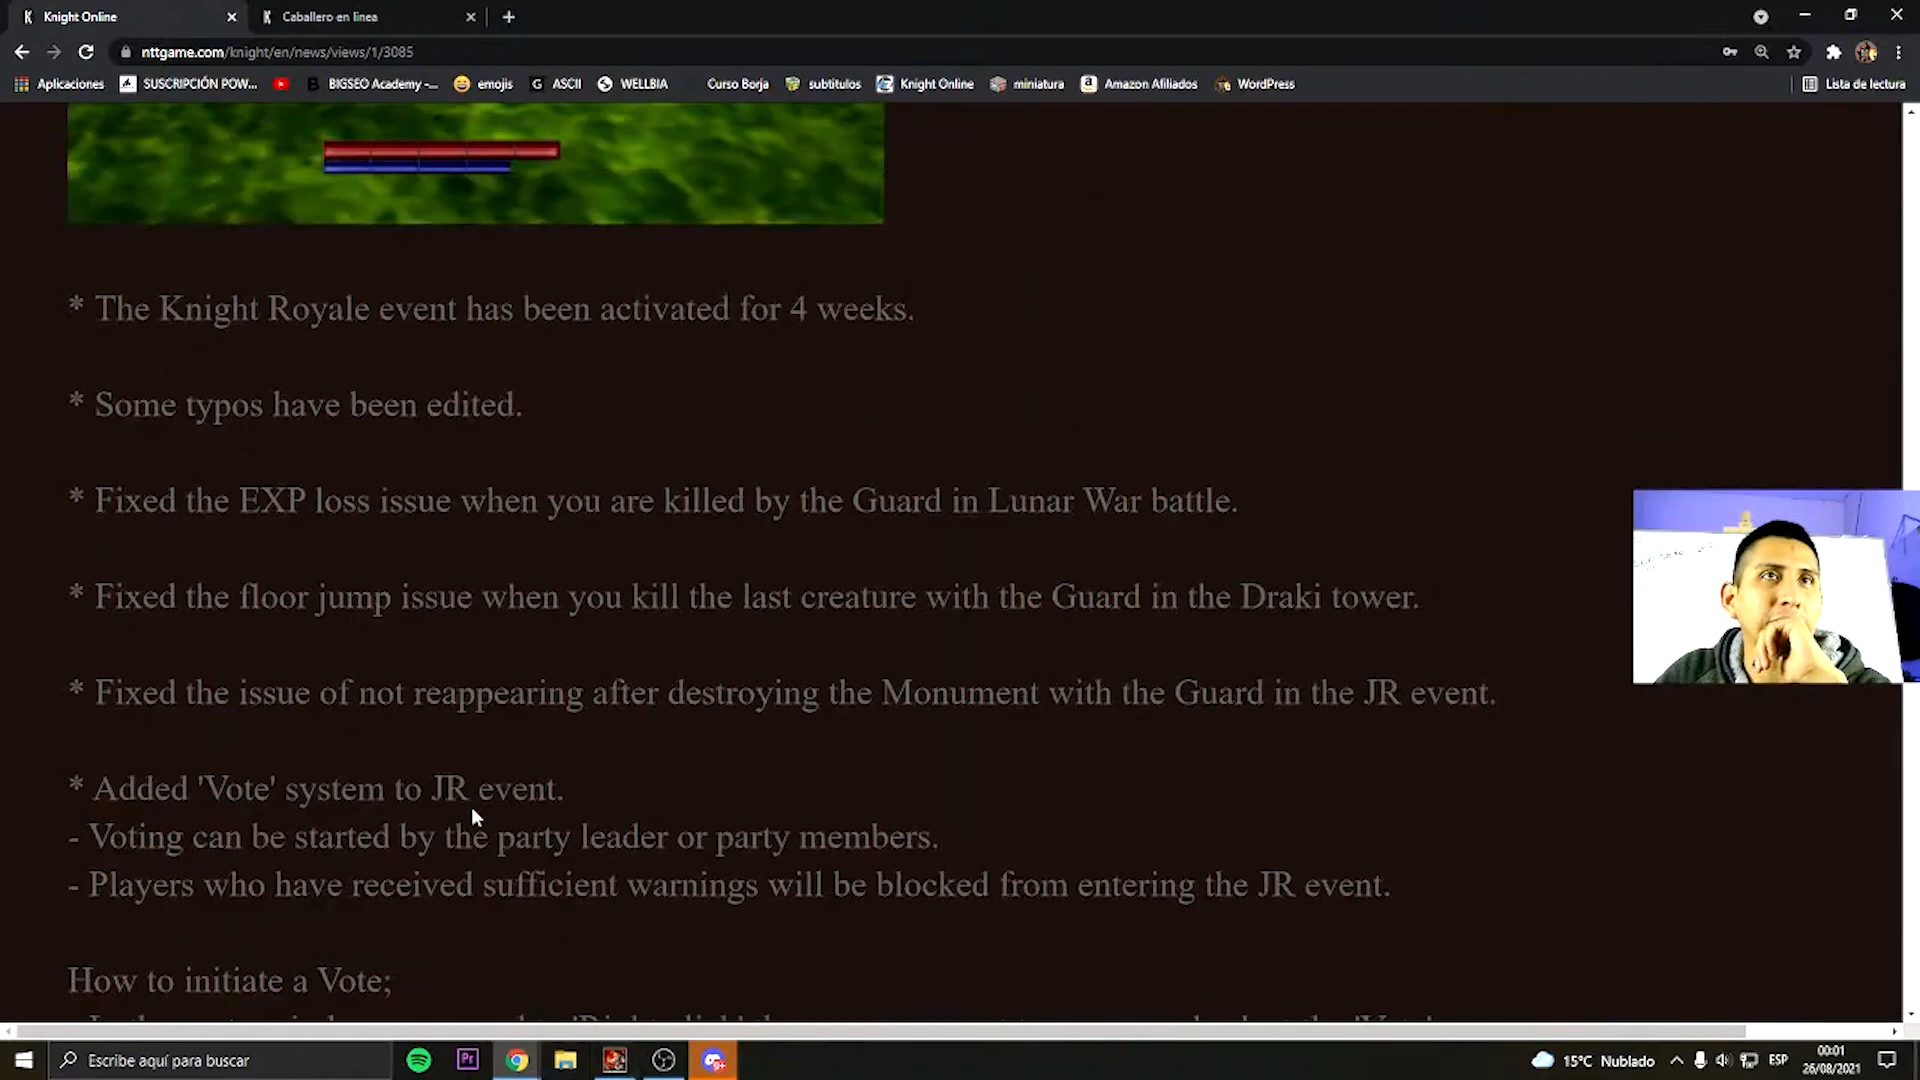 Knight Online
Caballero en linea
nttgame.com/knight/en/news/views/1/3085
Aplicaciones
SUSCRIPCIÓN POW...
BIGSEO Academy -...
emojis
ASCII
WELLBIA
Curso Borja
subtitulos
Knight Online
miniatura
Amazon Afiliados
WordPress
Lista de lectura
* The Knight Royale event has been activated for 4 weeks.
* Some typos have been edited.
* Fixed the EXP loss issue when you are killed by the Guard in Lunar War battle.
* Fixed the floor jump issue when you kill the last creature with the Guard in the Draki tower.
* Fixed the issue of not reappearing after destroying the Monument with the Guard in the JR event.
* Added 'Vote' system to JR event.
- Voting can be started by the party leader or party members.
- Players who have received sufficient warnings will be blocked from entering the JR event.
How to initiate a Vote;
Escribe aquí para buscar
15°C Nublado
ESP
00:01
26/08/2021